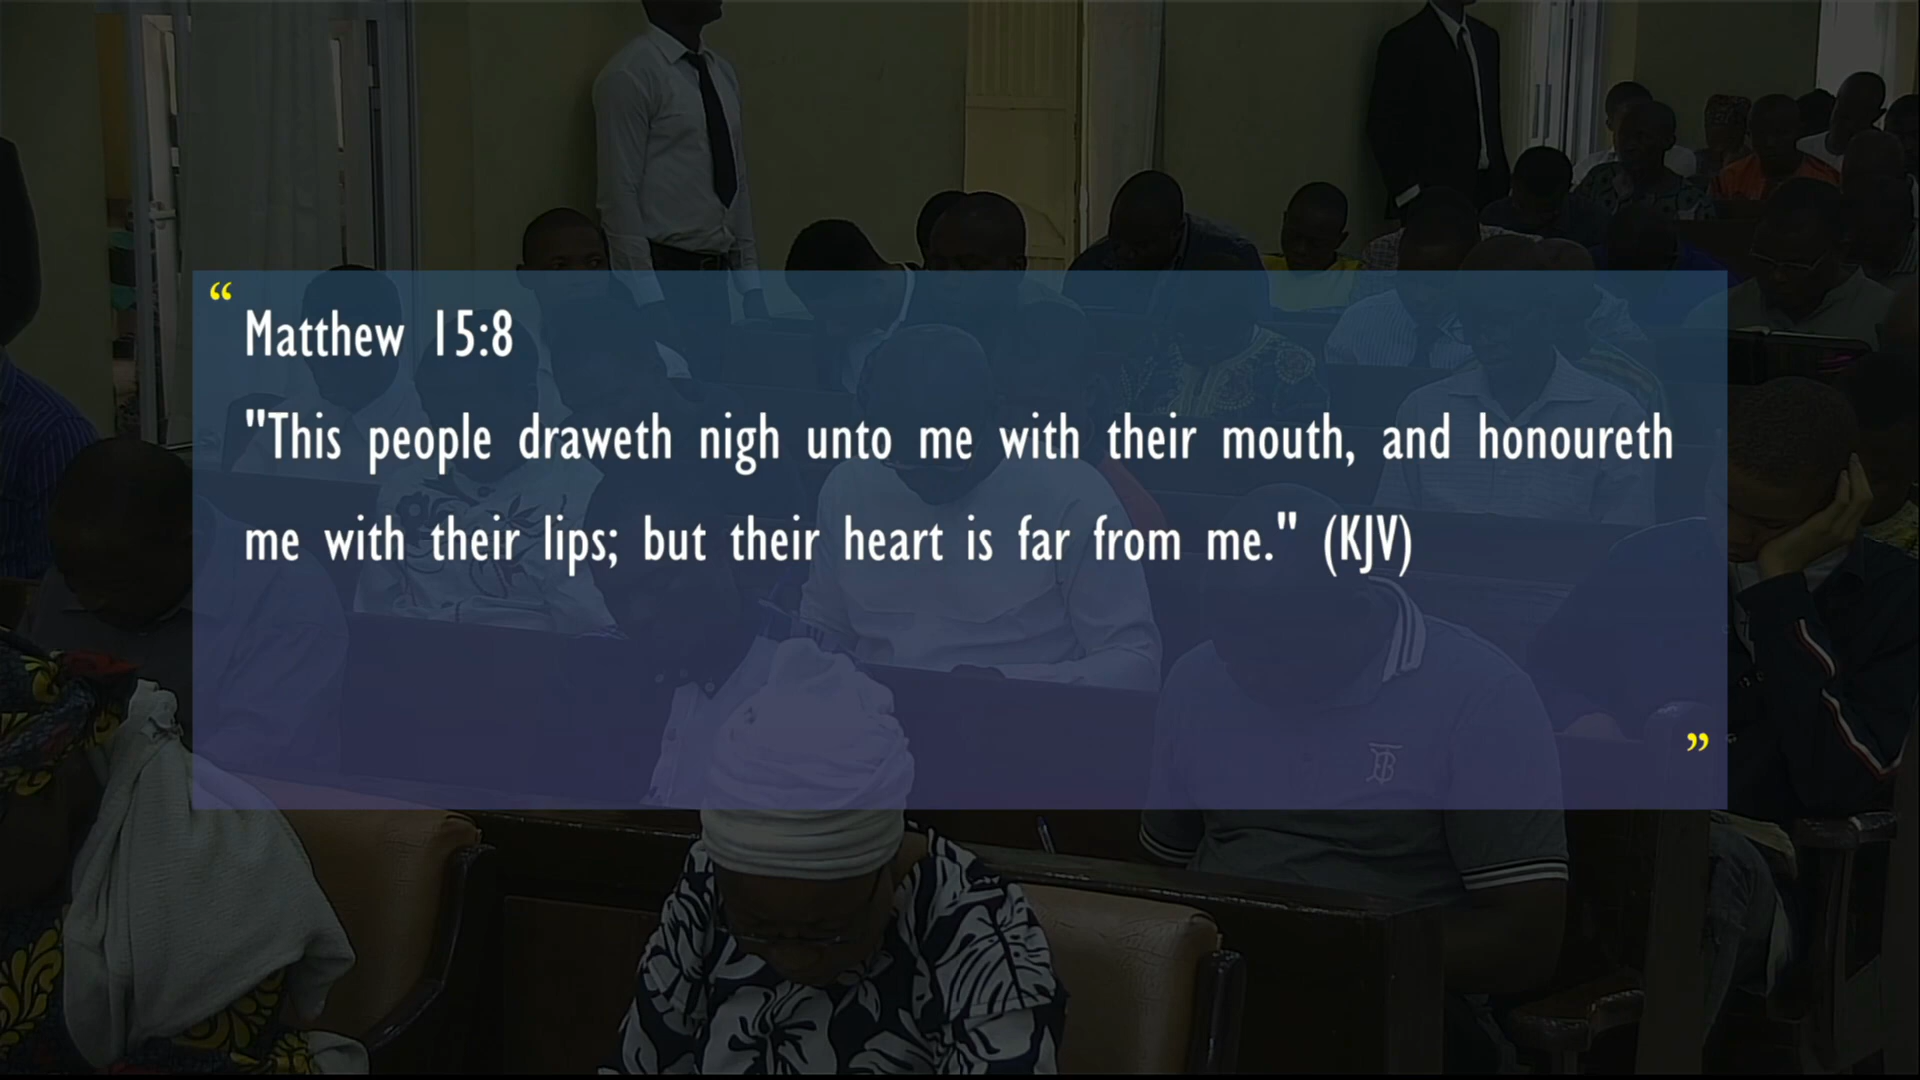 “
Matthew 15:8
"This people draweth nigh unto me with their mouth, and honoureth
me with their lips; but their heart is far from me." (KJV)
”